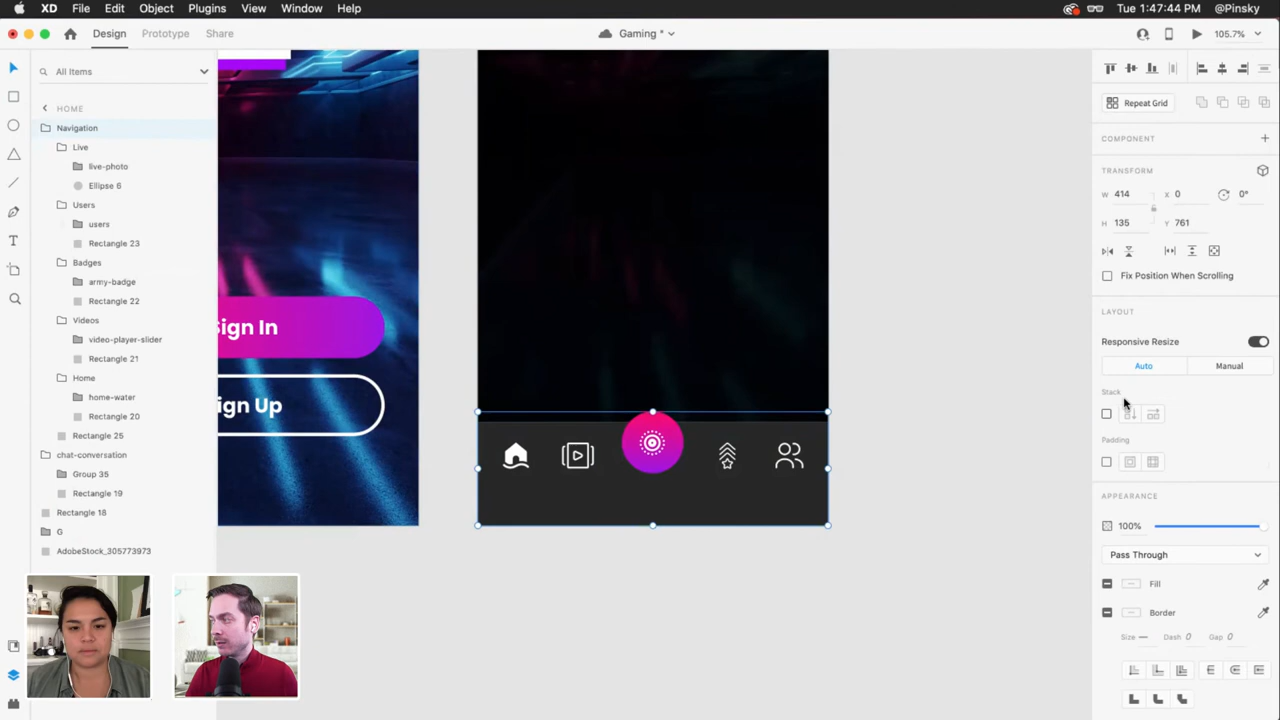 XD File Edit Object Plugins View Window Help Tue 1:47:44 PM @Pinsky
Design Prototype Share Gaming * 105.7%
All Items
HOME
Navigation
Live
live-photo
Ellipse 6
Users
users
Rectangle 23
Badges
army-badge
Rectangle 22
Videos
video-player-slider
Rectangle 21
Home
home-water
Rectangle 20
Rectangle 25
chat-conversation
Group 35
Rectangle 19
Rectangle 18
G
AdobeStock_305773973
Sign In
ign Up
Repeat Grid
COMPONENT
TRANSFORM
W 414 X 0 0°
H 135 Y 761
Fix Position When Scrolling
LAYOUT
Responsive Resize
Auto Manual
Stack
Padding
APPEARANCE
100%
Pass Through
Fill
Border
Size — Dash 0 Gap 0